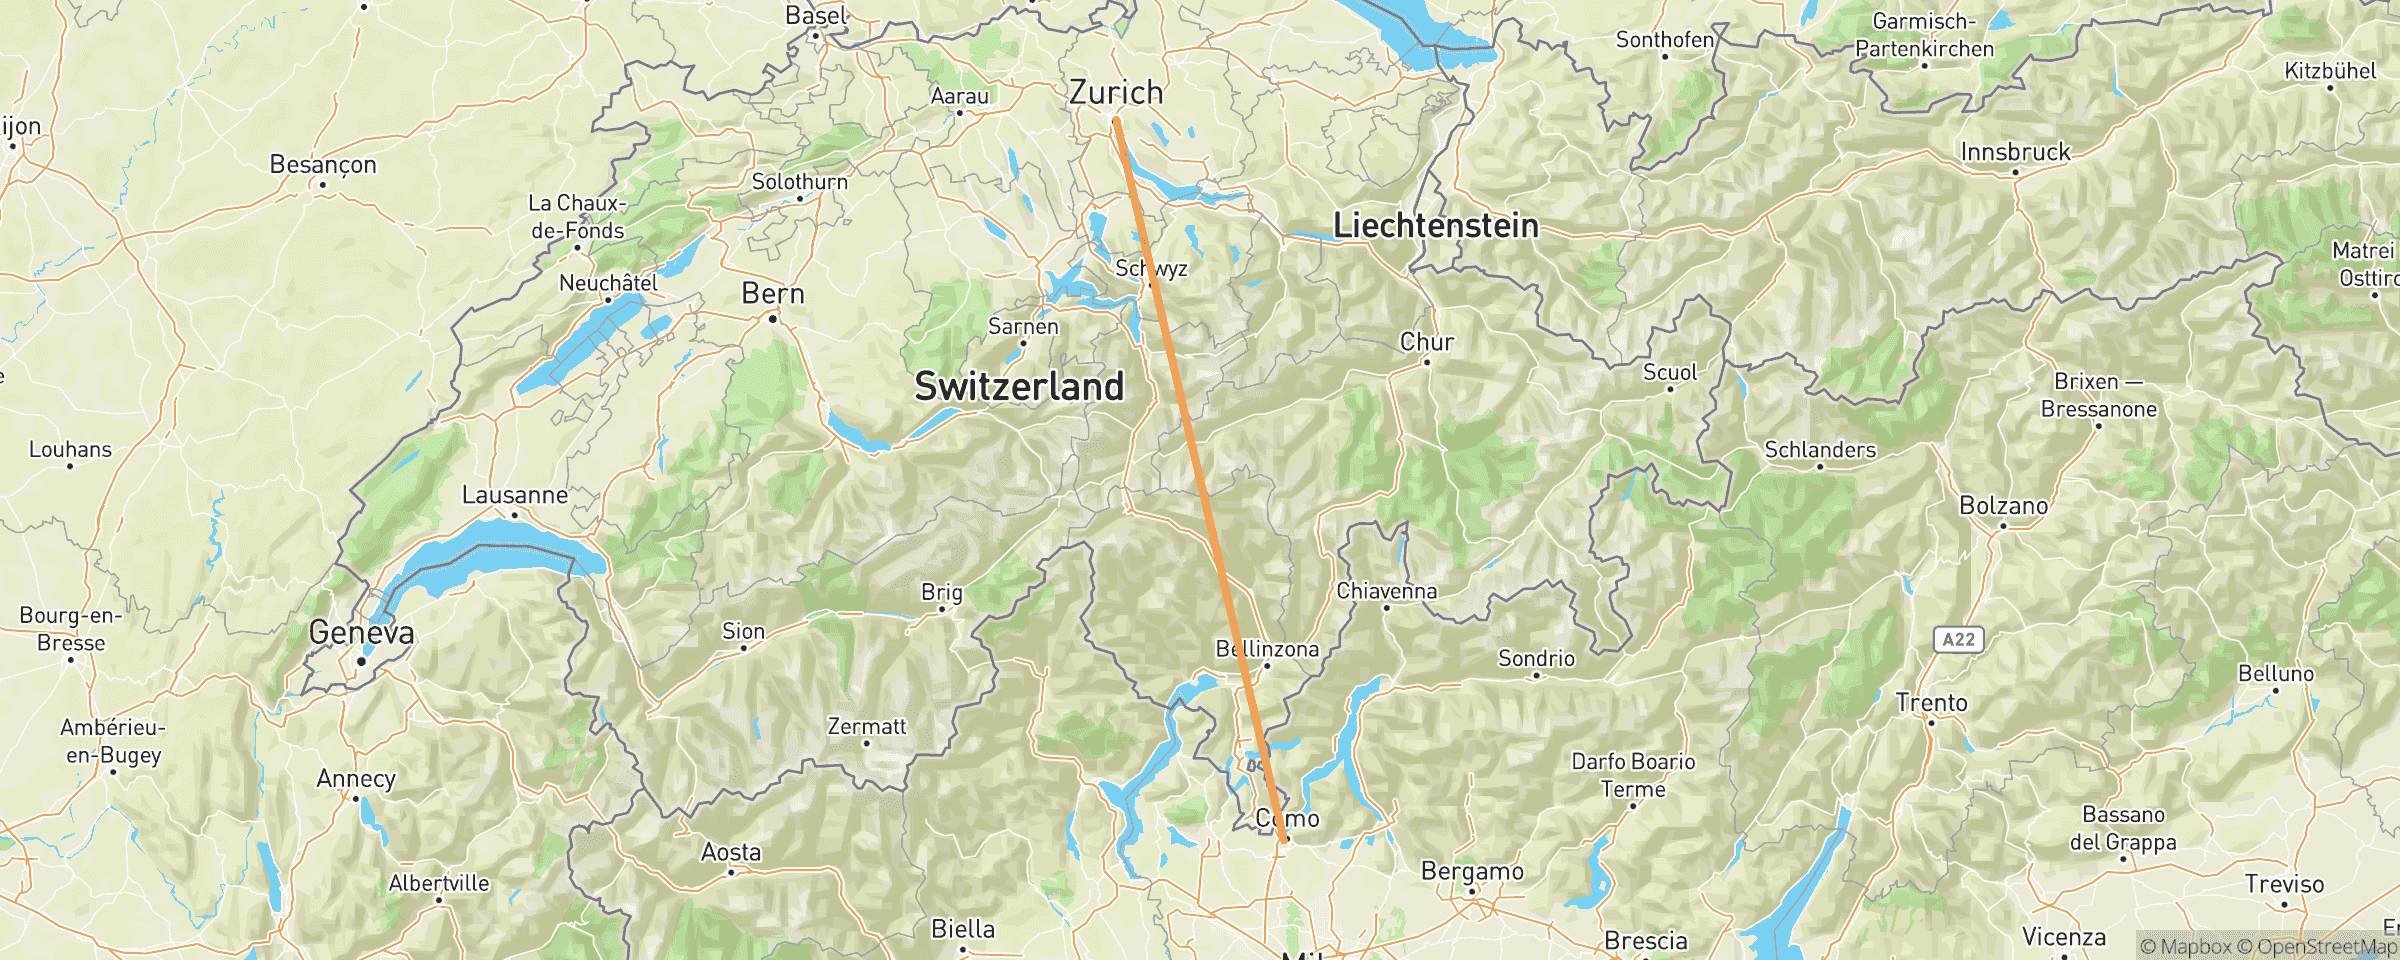 Basel
Garmisch-
Partenkirchen
Sonthofen
Kitzbühel
Zurich
Aarau
ijon
Besançon
Innsbruck
Solothurn
La Chaux-
de-Fonds
Liechtenstein
Matrei
Osttiro
Schwyz
Neuchâtel
Bern
Sarnen
Chur
Switzerland
Scuol
Brixen —
Bressanone
Louhans
Schlanders
Lausanne
Bolzano
Brig
Chiavenna
Bourg-en-
Bresse
Geneva
Sion
A22
Bellinzona
Sondrio
Belluno
Trento
Ambérieu-
en-Bugey
Zermatt
Annecy
Darfo Boario
Terme
Como
Bassano
del Grappa
Aosta
Bergamo
Albertville
Treviso
Biella
Brescia
Vicenza
© Mapbox © OpenStreetMap